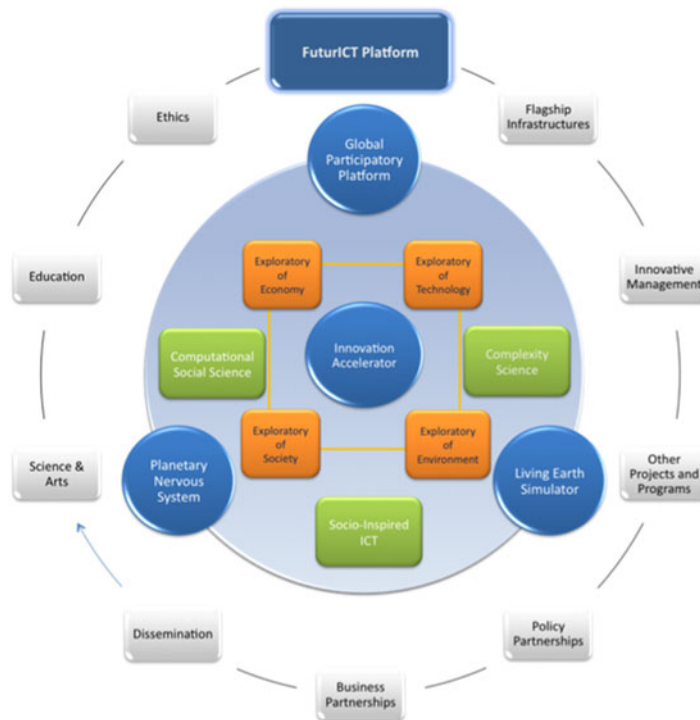 FuturICT Platform
Ethics
Flagship
Infrastructures
Global
Participatory
Platform
Education
Innovative
Management
Exploratory
of
Economy
Exploratory
of
Technology
Computational
Social Science
Innovation
Accelerator
Complexity
Science
Exploratory
of
Society
Exploratory
of
Environment
Science &
Arts
Planetary
Nervous
System
Living Earth
Simulator
Other
Projects and
Programs
Socio-Inspired
ICT
Dissemination
Policy
Partnerships
Business
Partnerships